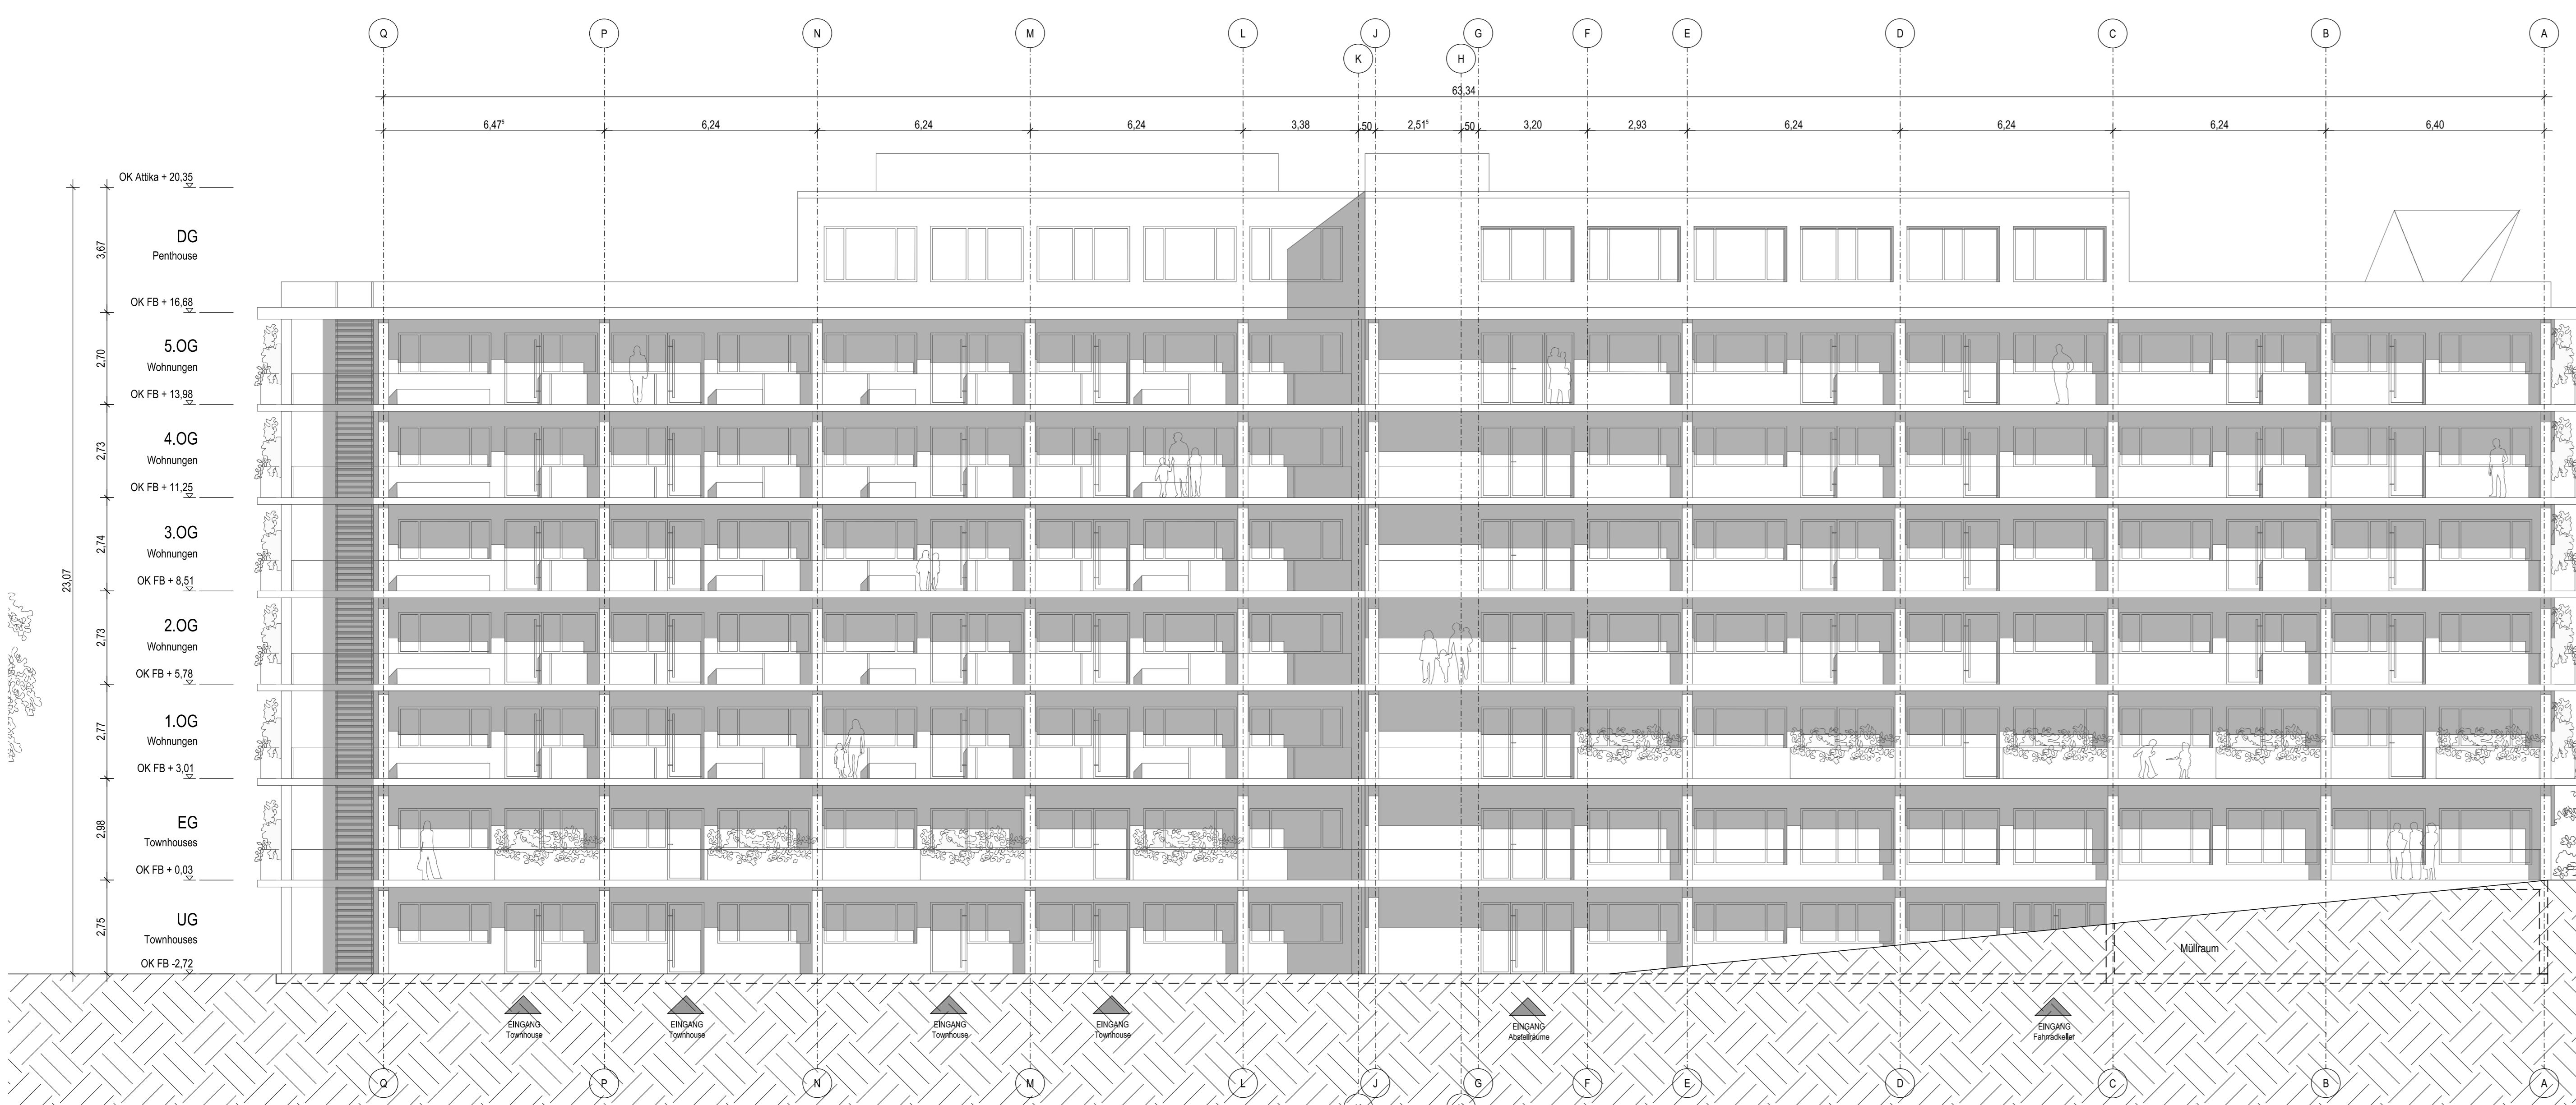 Q P N M L J G F E D C B A
K H
63,34
6,47⁵ 6,24 6,24 6,24 3,38 50 2,51⁵ 50 3,20 2,93 6,24 6,24 6,24 6,40
OK Attika + 20,35
DG
3,67
Penthouse
OK FB + 16,68
5.OG
2,70
Wohnungen
OK FB + 13,98
4.OG
2,73
Wohnungen
OK FB + 11,25
3.OG
2,74
Wohnungen
OK FB + 8,51
23,07
2.OG
2,73
Wohnungen
OK FB + 5,78
1.OG
2,77
Wohnungen
OK FB + 3,01
EG
2,98
Townhouses
OK FB + 0,03
UG
2,75
Townhouses
OK FB -2,72
Müllraum
EINGANG
Townhouse
EINGANG
Townhouse
EINGANG
Townhouse
EINGANG
Townhouse
EINGANG
Abstellräume
EINGANG
Fahrradkeller
Q P N M L J G F E D C B A